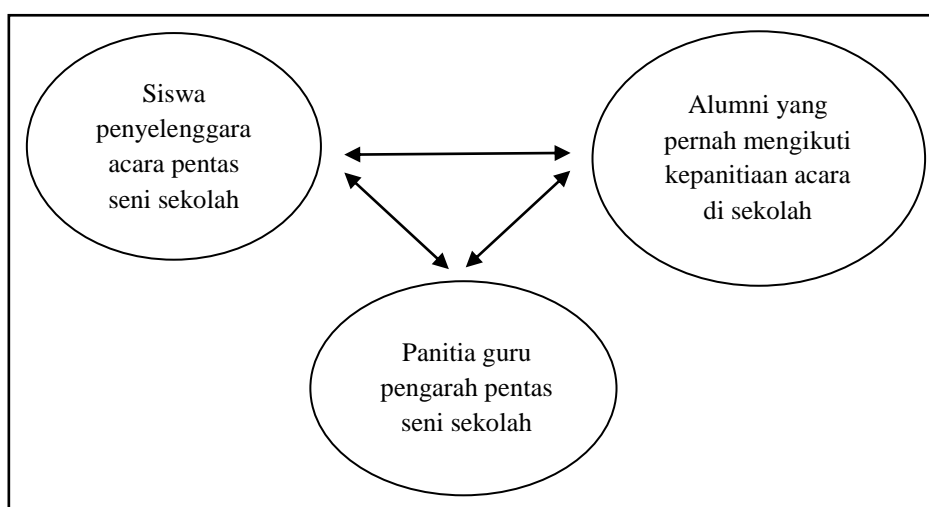 Siswa
penyelenggara
acara pentas
seni sekolah
Alumni yang
pernah mengikuti
kepanitiaan acara
di sekolah
Panitia guru
pengarah pentas
seni sekolah